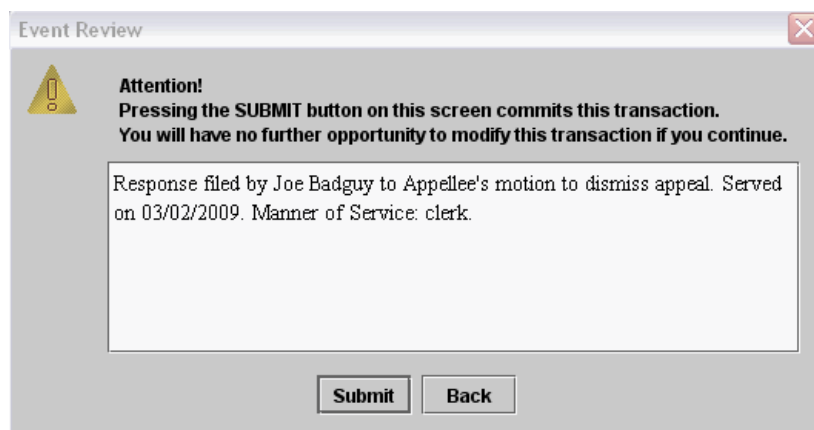 Event Review
Attention!
Pressing the SUBMIT button on this screen commits this transaction.
You will have no further opportunity to modify this transaction if you continue.
Response filed by Joe Badguy to Appellee's motion to dismiss appeal. Served
on 03/02/2009. Manner of Service: clerk.
Submit
Back